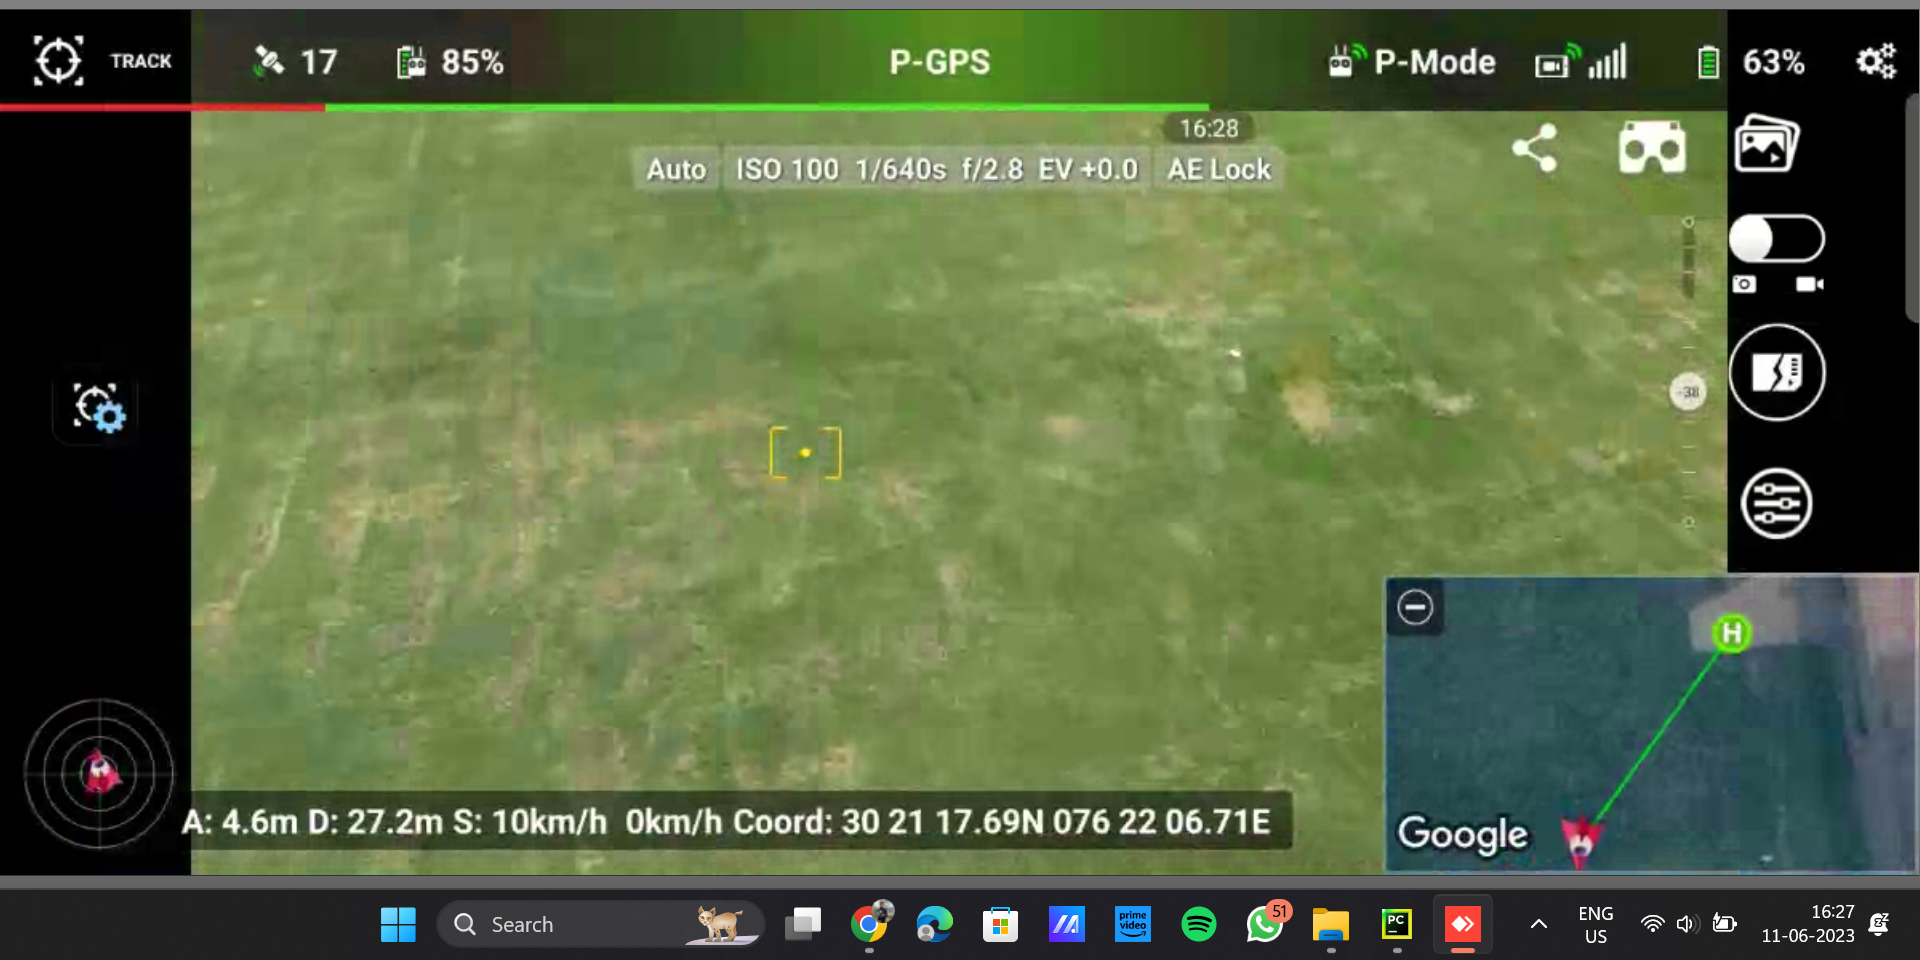 TRACK 17 85% P-GPS P-Mode 63%
16:28
Auto ISO 100 1/640s f/2.8 EV +0.0 AE Lock
-38
H
A: 4.6m D: 27.2m S: 10km/h 0km/h Coord: 30 21 17.69N 076 22 06.71E
Google
Search
prime
video
51
PC
ENG
US
16:27
11-06-2023